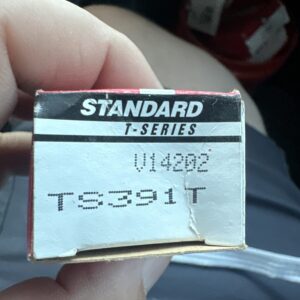 STANDARD
T-SERIES
V14202
TS391T